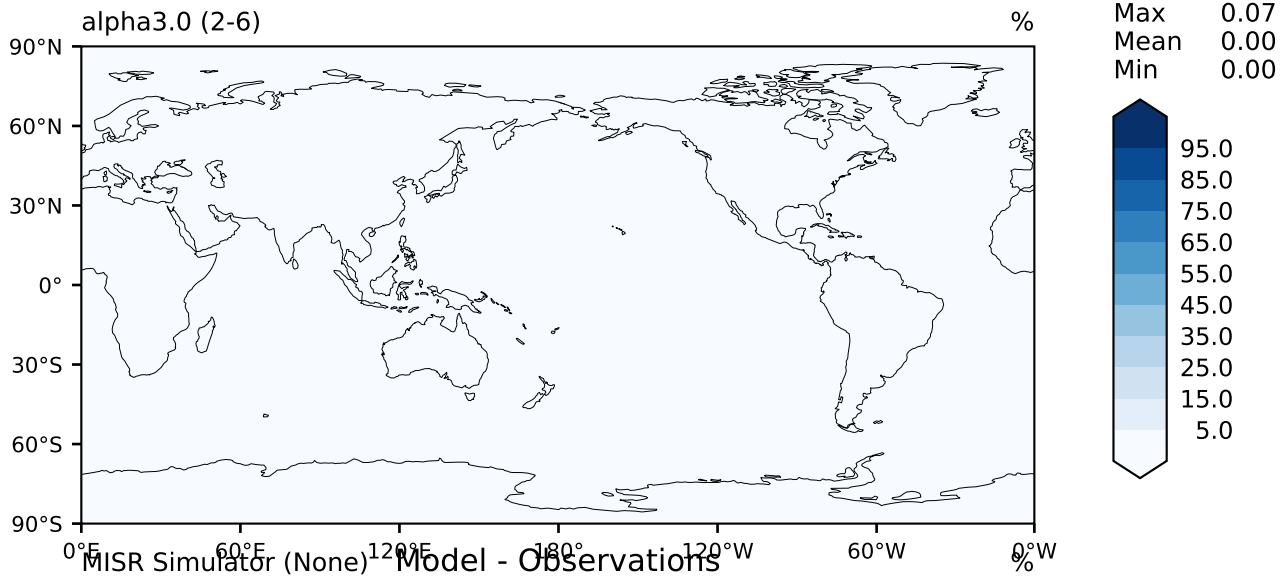 alpha3.0 (2-6) %
Max 0.07
Mean 0.00
Min 0.00
90°N
60°N
30°N
0°
30°S
60°S
90°S
0°E 60°E 120°E 180° 120°W 60°W 0°W
95.0
85.0
75.0
65.0
55.0
45.0
35.0
25.0
15.0
5.0
MISR Simulator (None) Model - Observations %